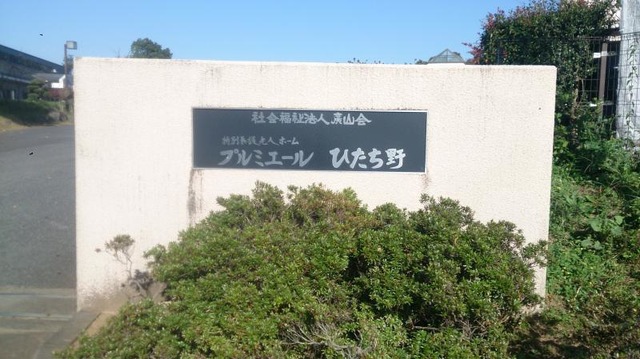 社会福祉法人 廣山会
特別養護老人ホーム
プルミエール ひたち野